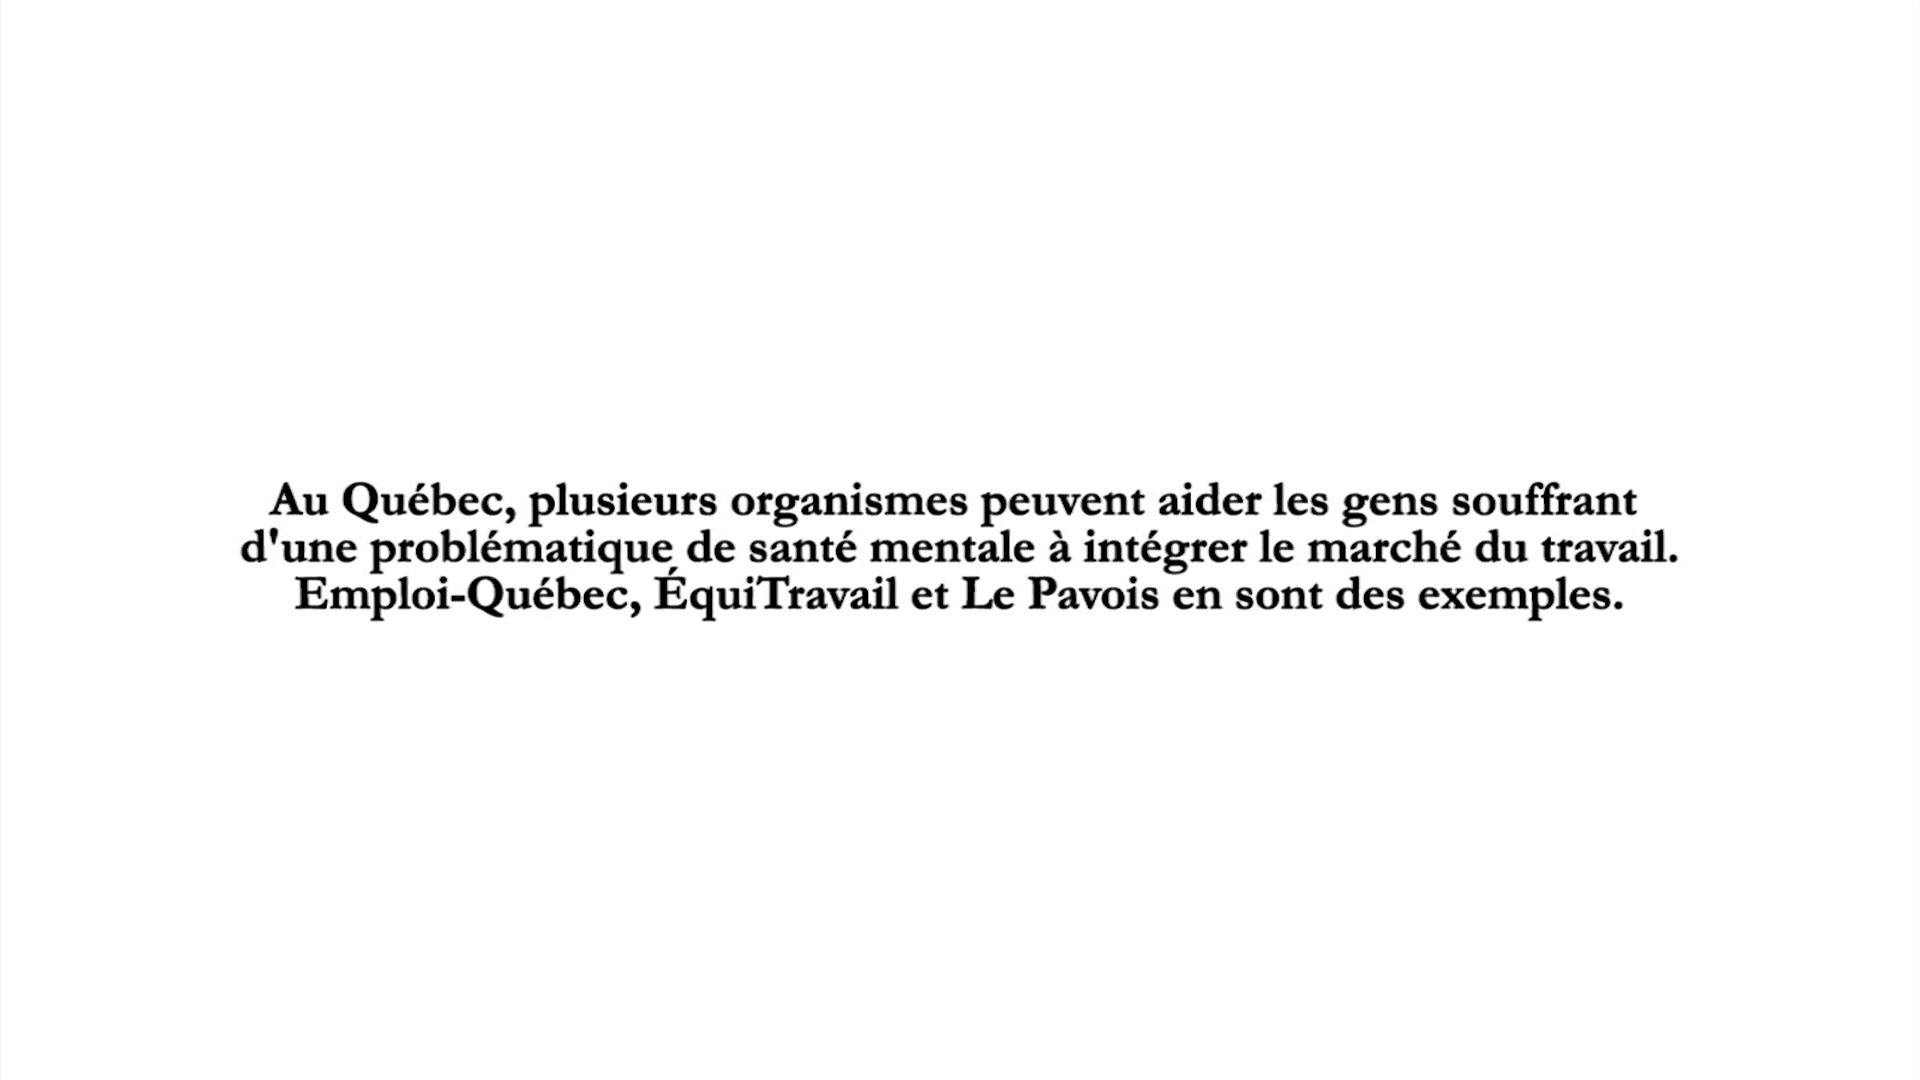 Au Québec, plusieurs organismes peuvent aider les gens souffrant
d'une problématique de santé mentale à intégrer le marché du travail.
Emploi-Québec, ÉquiTravail et Le Pavois en sont des exemples.